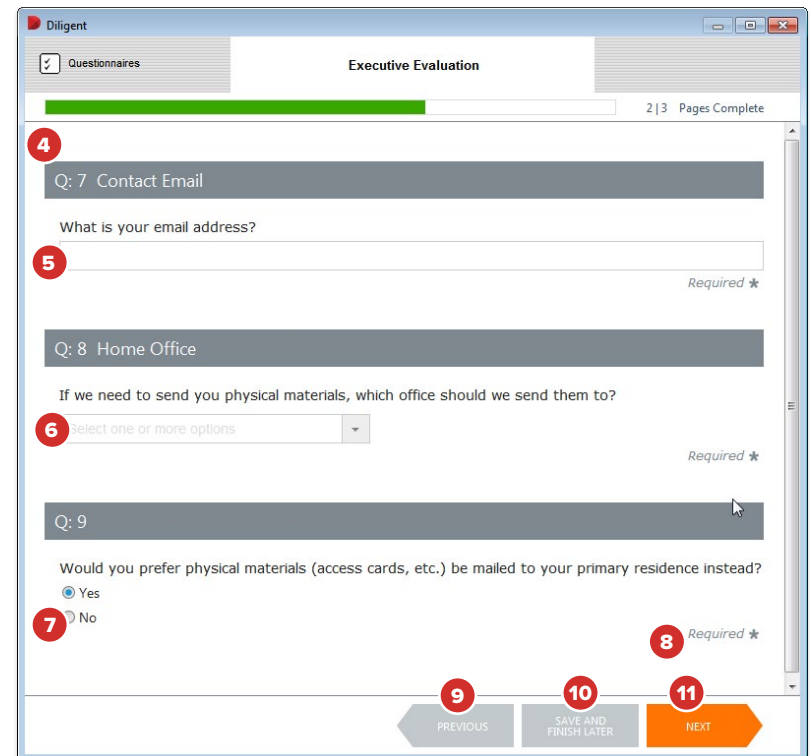 Diligent
Questionnaires
Executive Evaluation
2|3 Pages Complete
4
Q: 7 Contact Email
What is your email address?
5
Required *
Q: 8 Home Office
If we need to send you physical materials, which office should we send them to?
6
Select one or more options
Required *
Q: 9
Would you prefer physical materials (access cards, etc.) be mailed to your primary residence instead?
Yes
7
No
8
Required *
9
10
11
PREVIOUS
SAVE AND
FINISH LATER
NEXT